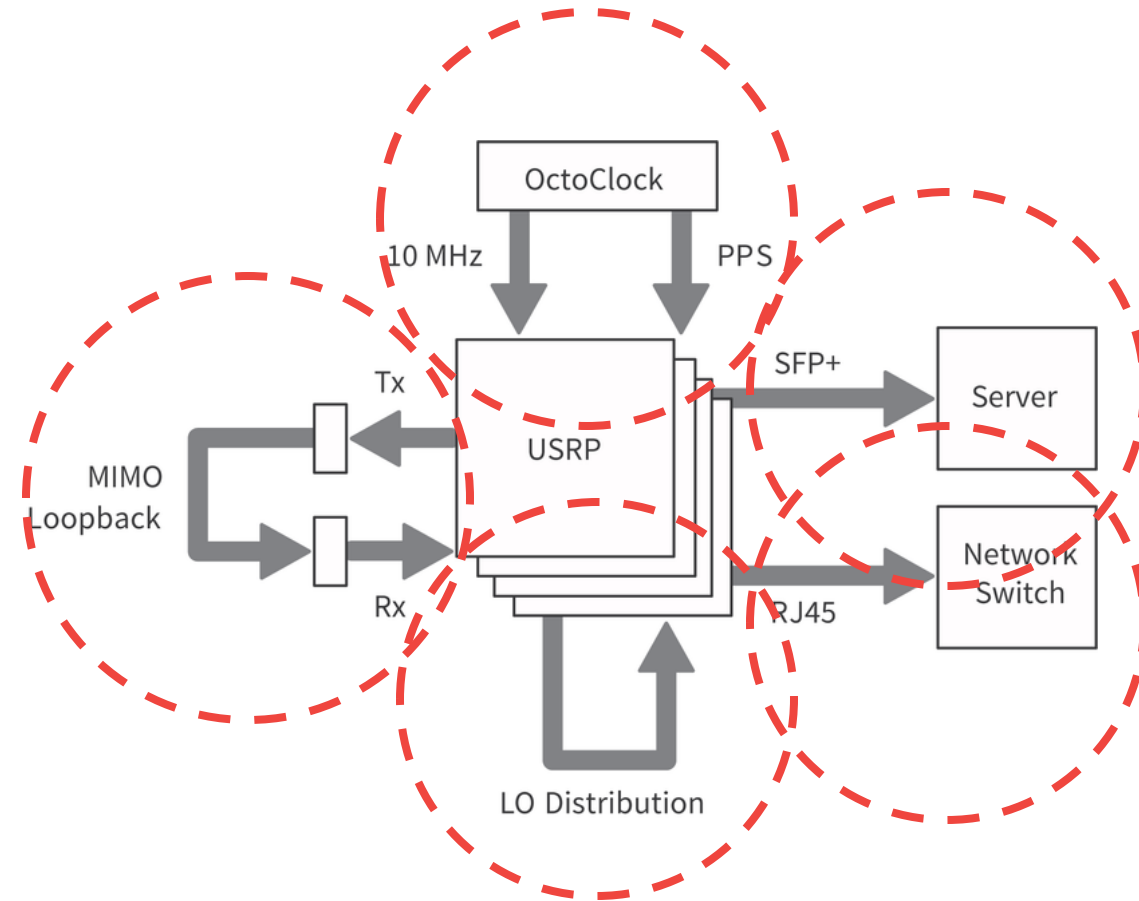 OctoClock
10 MHz
PPS
SFP+
Tx
Server
USRP
MIMO
Loopback
Network
Switch
Rx
RJ45
LO Distribution